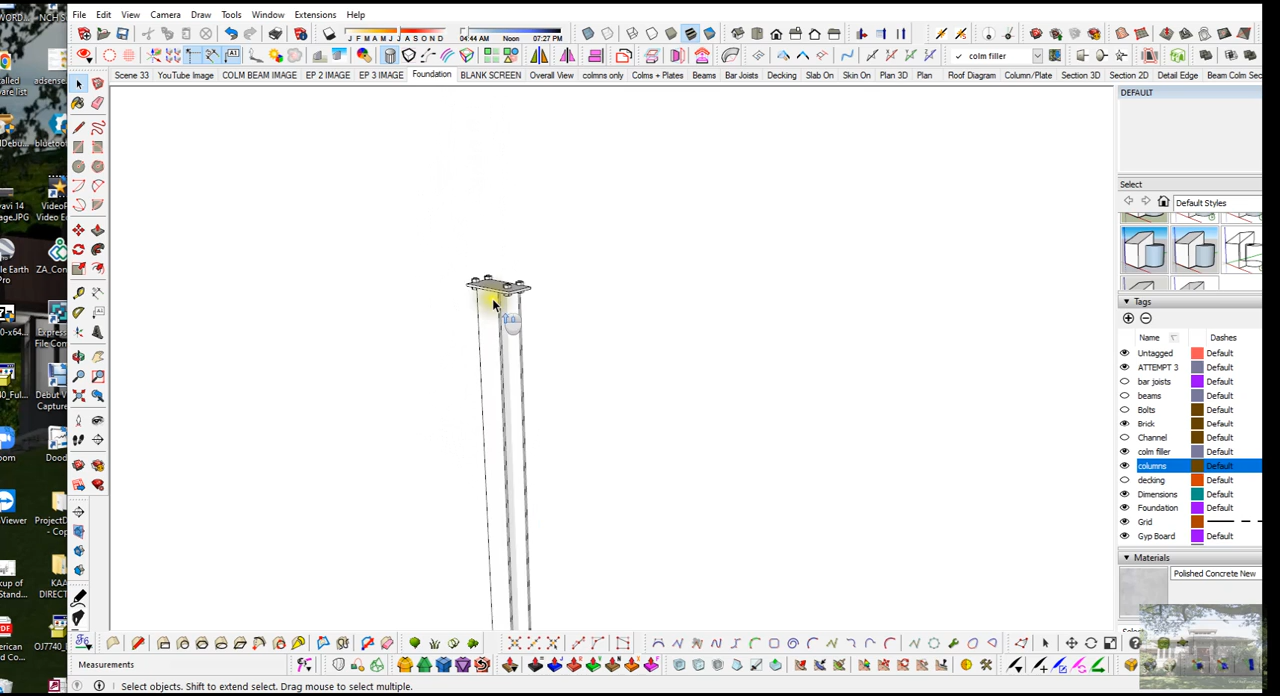 File Edit View Camera Draw Tools Window Extensions Help
J F M A M J J A S O N D 04:44 AM Noon 07:27 PM
colm filler
Scene 33 YouTube Image COLM BEAM IMAGE EP 2 IMAGE EP 3 IMAGE Foundation BLANK SCREEN Overall View colmns only Colms + Plates Beams Bar Joists Decking Slab On Skin On Plan 3D Plan Roof Diagram Column/Plate Section 3D Section 2D Detail Edge Beam Colm Sec
DEFAULT
Select
Default Styles
Tags
Name Dashes
Untagged Default
ATTEMPT 3 Default
bar joists Default
beams Default
Bolts Default
Brick Default
Channel Default
colm filler Default
columns Default
decking Default
Dimensions Default
Foundation Default
Grid
Gyp Board Default
Materials
Polished Concrete New
Measurements
Select objects. Shift to extend select. Drag mouse to select multiple.